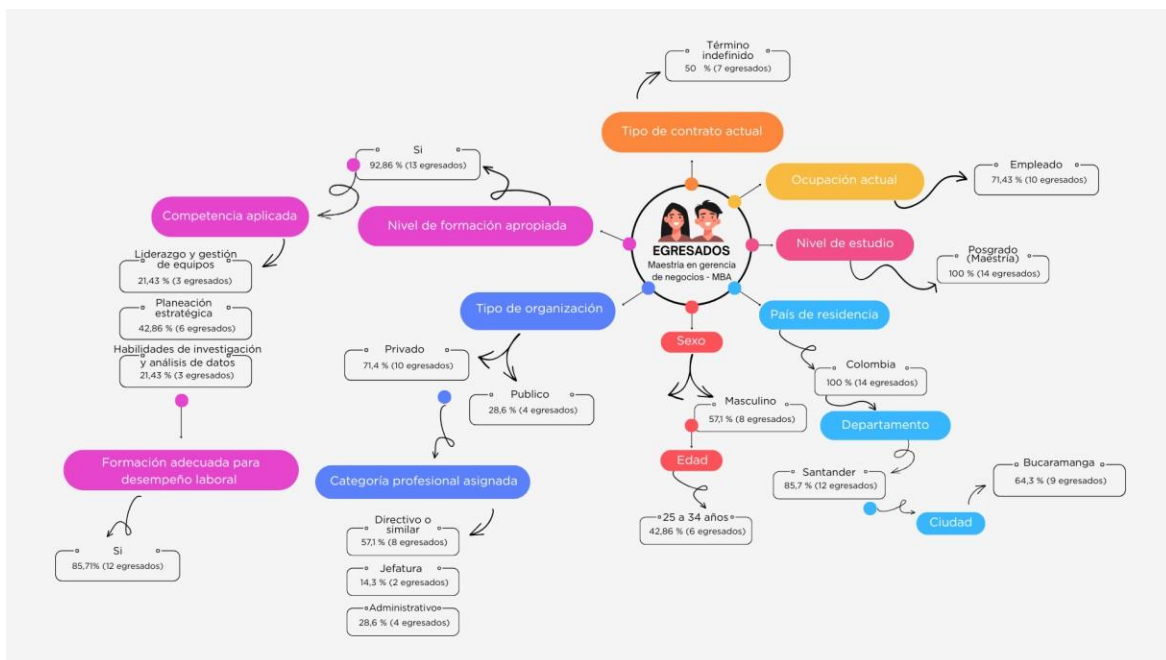 Término
indefinido
50 % (7 egresados)
Tipo de contrato actual
Si
92,86 % (13 egresados)
Ocupación actual
Empleado
71,43 % (10 egresados)
Competencia aplicada
Nivel de formación apropiada
EGRESADOS
Maestria en gerencia
de negocios - MBA
Nivel de estudio
Posgrado
(Maestría)
100 % (14 egresados)
Liderazgo y gestión
de equipos
21,43 % (3 egresados)
Planeación
estratégica
42,86 % (6 egresados)
Habilidades de investigación
y análisis de datos
21,43 % (3 egresados)
Tipo de organización
Privado
71,4 % (10 egresados)
Publico
28,6 % (4 egresados)
Sexo
Masculino
57,1 % (8 egresados)
País de residencia
Colombia
100 % (14 egresados)
Departamento
Formación adecuada para
desempeño laboral
Categoría profesional asignada
Edad
Santander
85,7 % (12 egresados)
Bucaramanga
64,3 % (9 egresados)
Ciudad
Si
85,71% (12 egresados)
Directivo o
similar
57,1 % (8 egresados)
Jefatura
14,3 % (2 egresados)
Administrativo
28,6 % (4 egresados)
25 a 34 años
42,86 % (6 egresados)